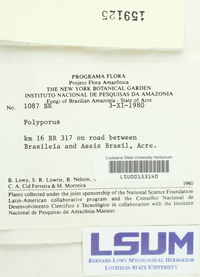 159125
PROGRAMA FLORA
Projeto Flora Amazônica
THE NEW YORK BOTANICAL GARDEN
INSTITUTO NACIONAL DE PESQUISAS DA AMAZONIA
Fungi of Brazilian Amazonia - State of Acre
No. 1087 BR 3-XI-1980
Polyporus
km 16 BR 317 on road between
Brasileia and Assis Brasil, Acre.
Louisiana State University Herbarium
LSU00153140
B. Lowy, S. R. Lowrie, B. Nelson,
C. A. Cid Ferreira & M. Morreira 1980
Plants collected under the joint sponsorship of the National Science Foundation
Latin-American collaborative program and the Conselho Nacional de
Desenvolvimento Científico e Tecnológico in collaboration with the Instituto
Nacional de Pesquisas da Amazônia-Manaus.
LSUM
BERNARD LOWY MYCOLOGICAL HERBARIUM
LOUISIANA STATE UNIVERSITY